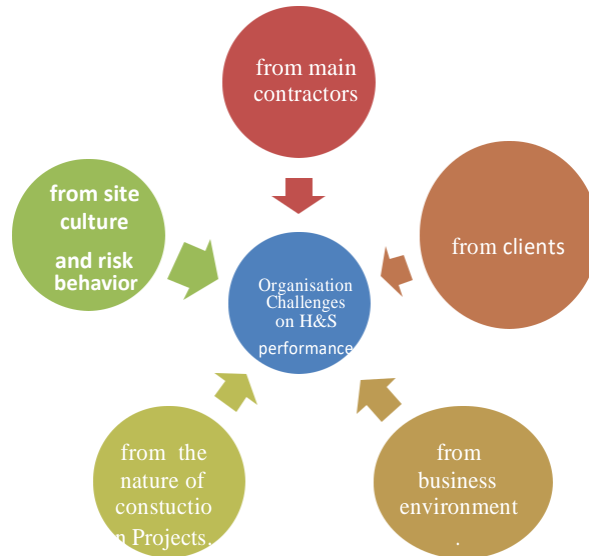 from main
contractors
from site
culture
and risk
behavior
from clients
Organisation
Challenges
on H&S
performance
from the
nature of
constuctio
n Projects.
from
business
environment
.